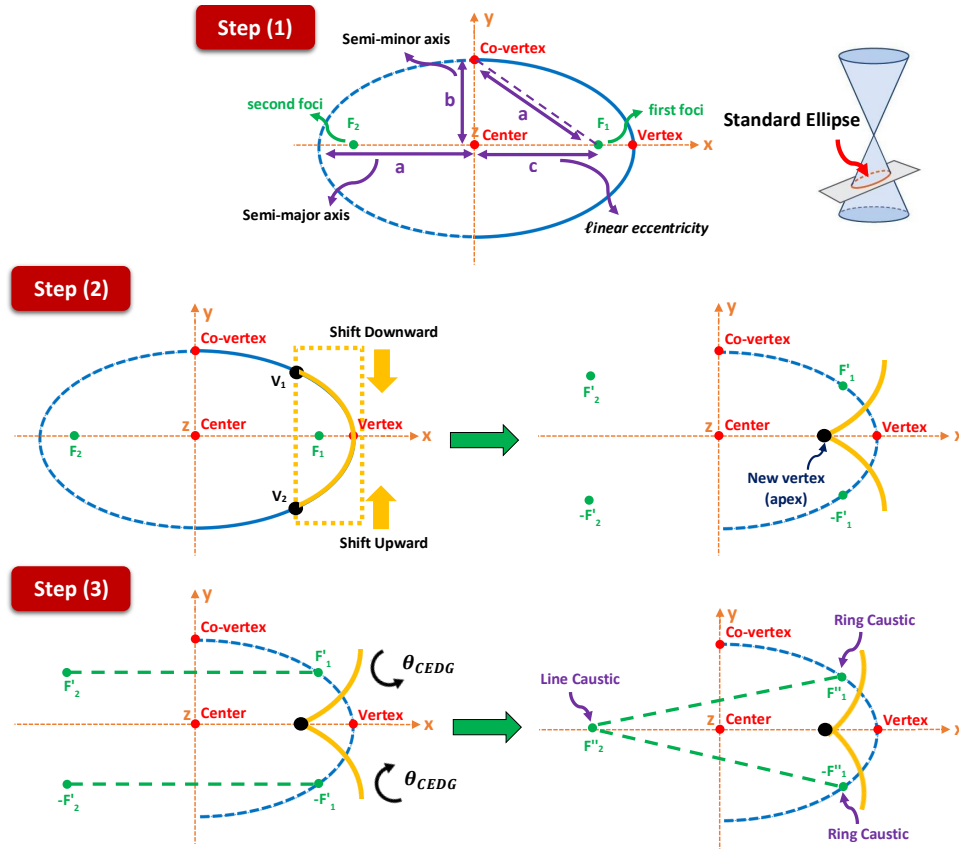 Step (1)
y
Semi-minor axis
Co-vertex
second foci
F₂
b
a
F₁
first foci
z
Center
Vertex
x
a
c
Semi-major axis
ℓinear eccentricity
Standard Ellipse
Step (2)
y
Co-vertex
Shift Downward
V₁
z
Center
Vertex
x
F₂
F₁
V₂
Shift Upward
y
Co-vertex
F'₁
F'₂
z
Center
Vertex
x
New vertex
(apex)
-F'₂
-F'₁
Step (3)
y
Co-vertex
F'₁
θCEDG
F'₂
z
Center
Vertex
x
-F'₂
-F'₁
θCEDG
y
Ring Caustic
Co-vertex
Line Caustic
F''₁
z
Center
Vertex
x
F''₂
-F''₁
Ring Caustic